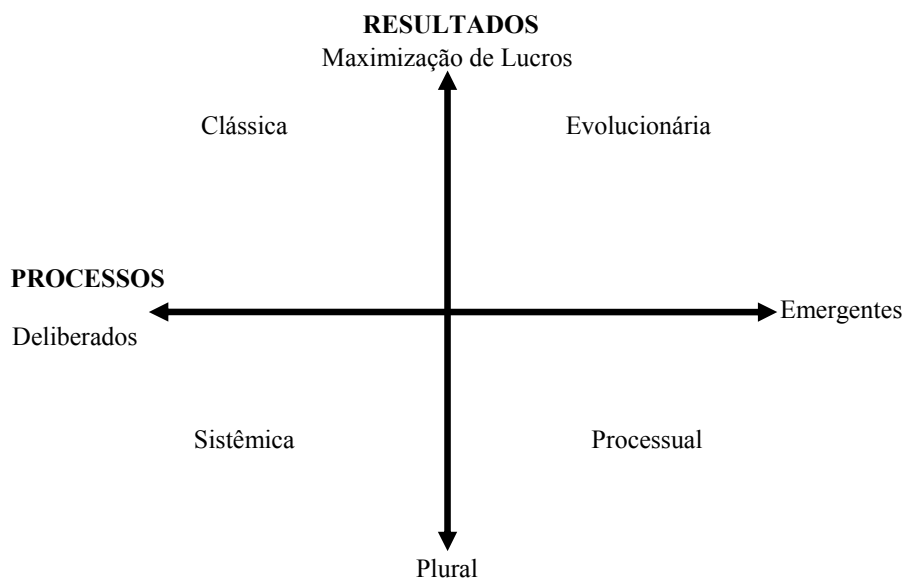 RESULTADOS
Maximização de Lucros
Clássica
Evolucionária
PROCESSOS
Deliberados
Emergentes
Sistêmica
Processual
Plural